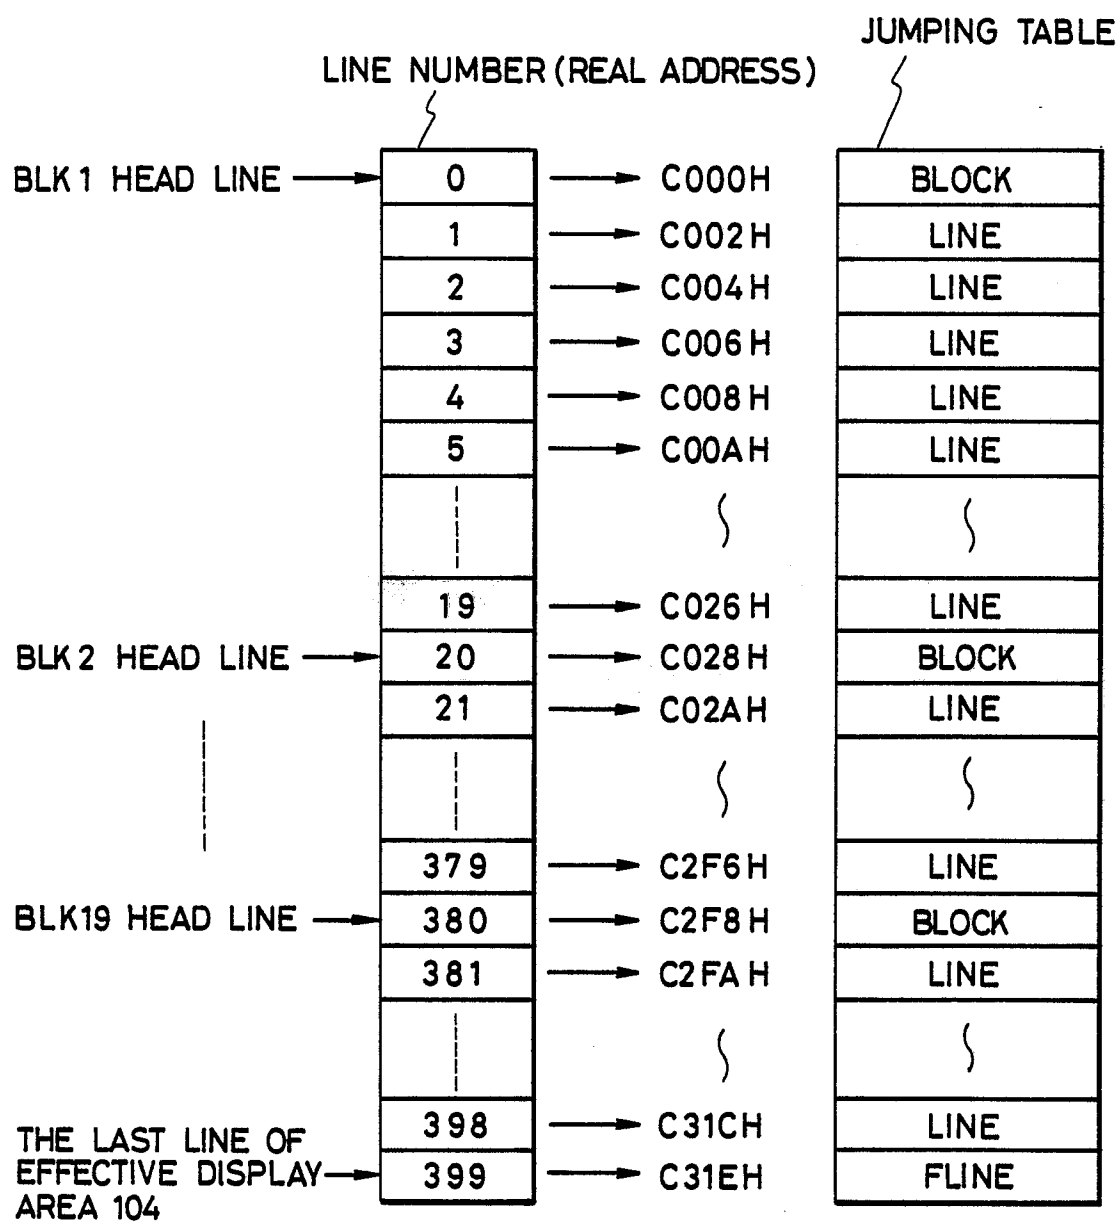 JUMPING TABLE
LINE NUMBER (REAL ADDRESS)
BLK1 HEAD LINE 0 C000H BLOCK
1 C002H LINE
2 C004H LINE
3 C006H LINE
4 C008H LINE
5 C00AH LINE
19 C026H LINE
BLK2 HEAD LINE 20 C028H BLOCK
21 C02AH LINE
379 C2F6H LINE
BLK19 HEAD LINE 380 C2F8H BLOCK
381 C2FAH LINE
398 C31CH LINE
THE LAST LINE OF
EFFECTIVE DISPLAY 399 C31EH FLINE
AREA 104